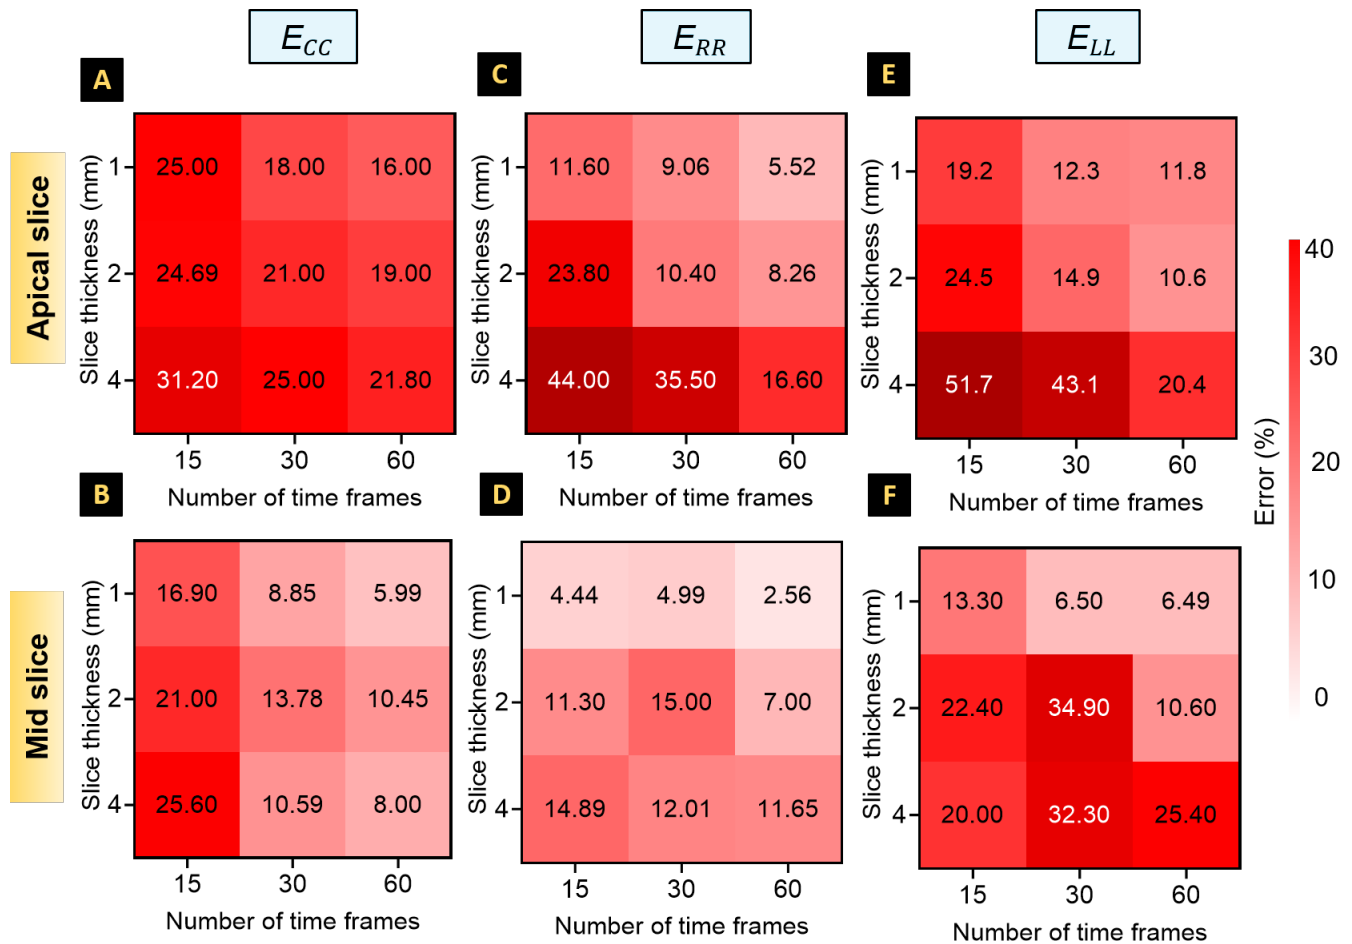 E_CC
E_RR
E_LL
A
C
E
Apical slice
Slice thickness (mm)
1
25.00 18.00 16.00
2
24.69 21.00 19.00
4
31.20 25.00 21.80
15 30 60
Number of time frames
Slice thickness (mm)
1
11.60 9.06 5.52
2
23.80 10.40 8.26
4
44.00 35.50 16.60
15 30 60
Number of time frames
Slice thickness (mm)
1
19.2 12.3 11.8
2
24.5 14.9 10.6
4
51.7 43.1 20.4
15 30 60
Number of time frames
B
D
F
Mid slice
Slice thickness (mm)
1
16.90 8.85 5.99
2
21.00 13.78 10.45
4
25.60 10.59 8.00
15 30 60
Number of time frames
Slice thickness (mm)
1
4.44 4.99 2.56
2
11.30 15.00 7.00
4
14.89 12.01 11.65
15 30 60
Number of time frames
Slice thickness (mm)
1
13.30 6.50 6.49
2
22.40 34.90 10.60
4
20.00 32.30 25.40
15 30 60
Number of time frames
Error (%)
40
30
20
10
0